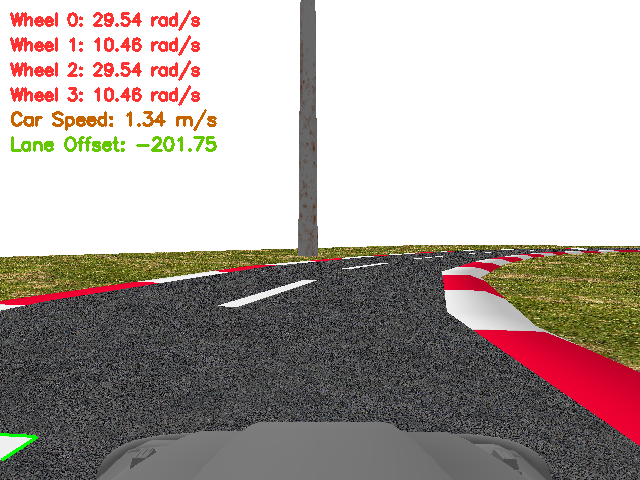 Wheel 0: 29.54 rad/s
Wheel 1: 10.46 rad/s
Wheel 2: 29.54 rad/s
Wheel 3: 10.46 rad/s
Car Speed: 1.34 m/s
Lane Offset: -201.75